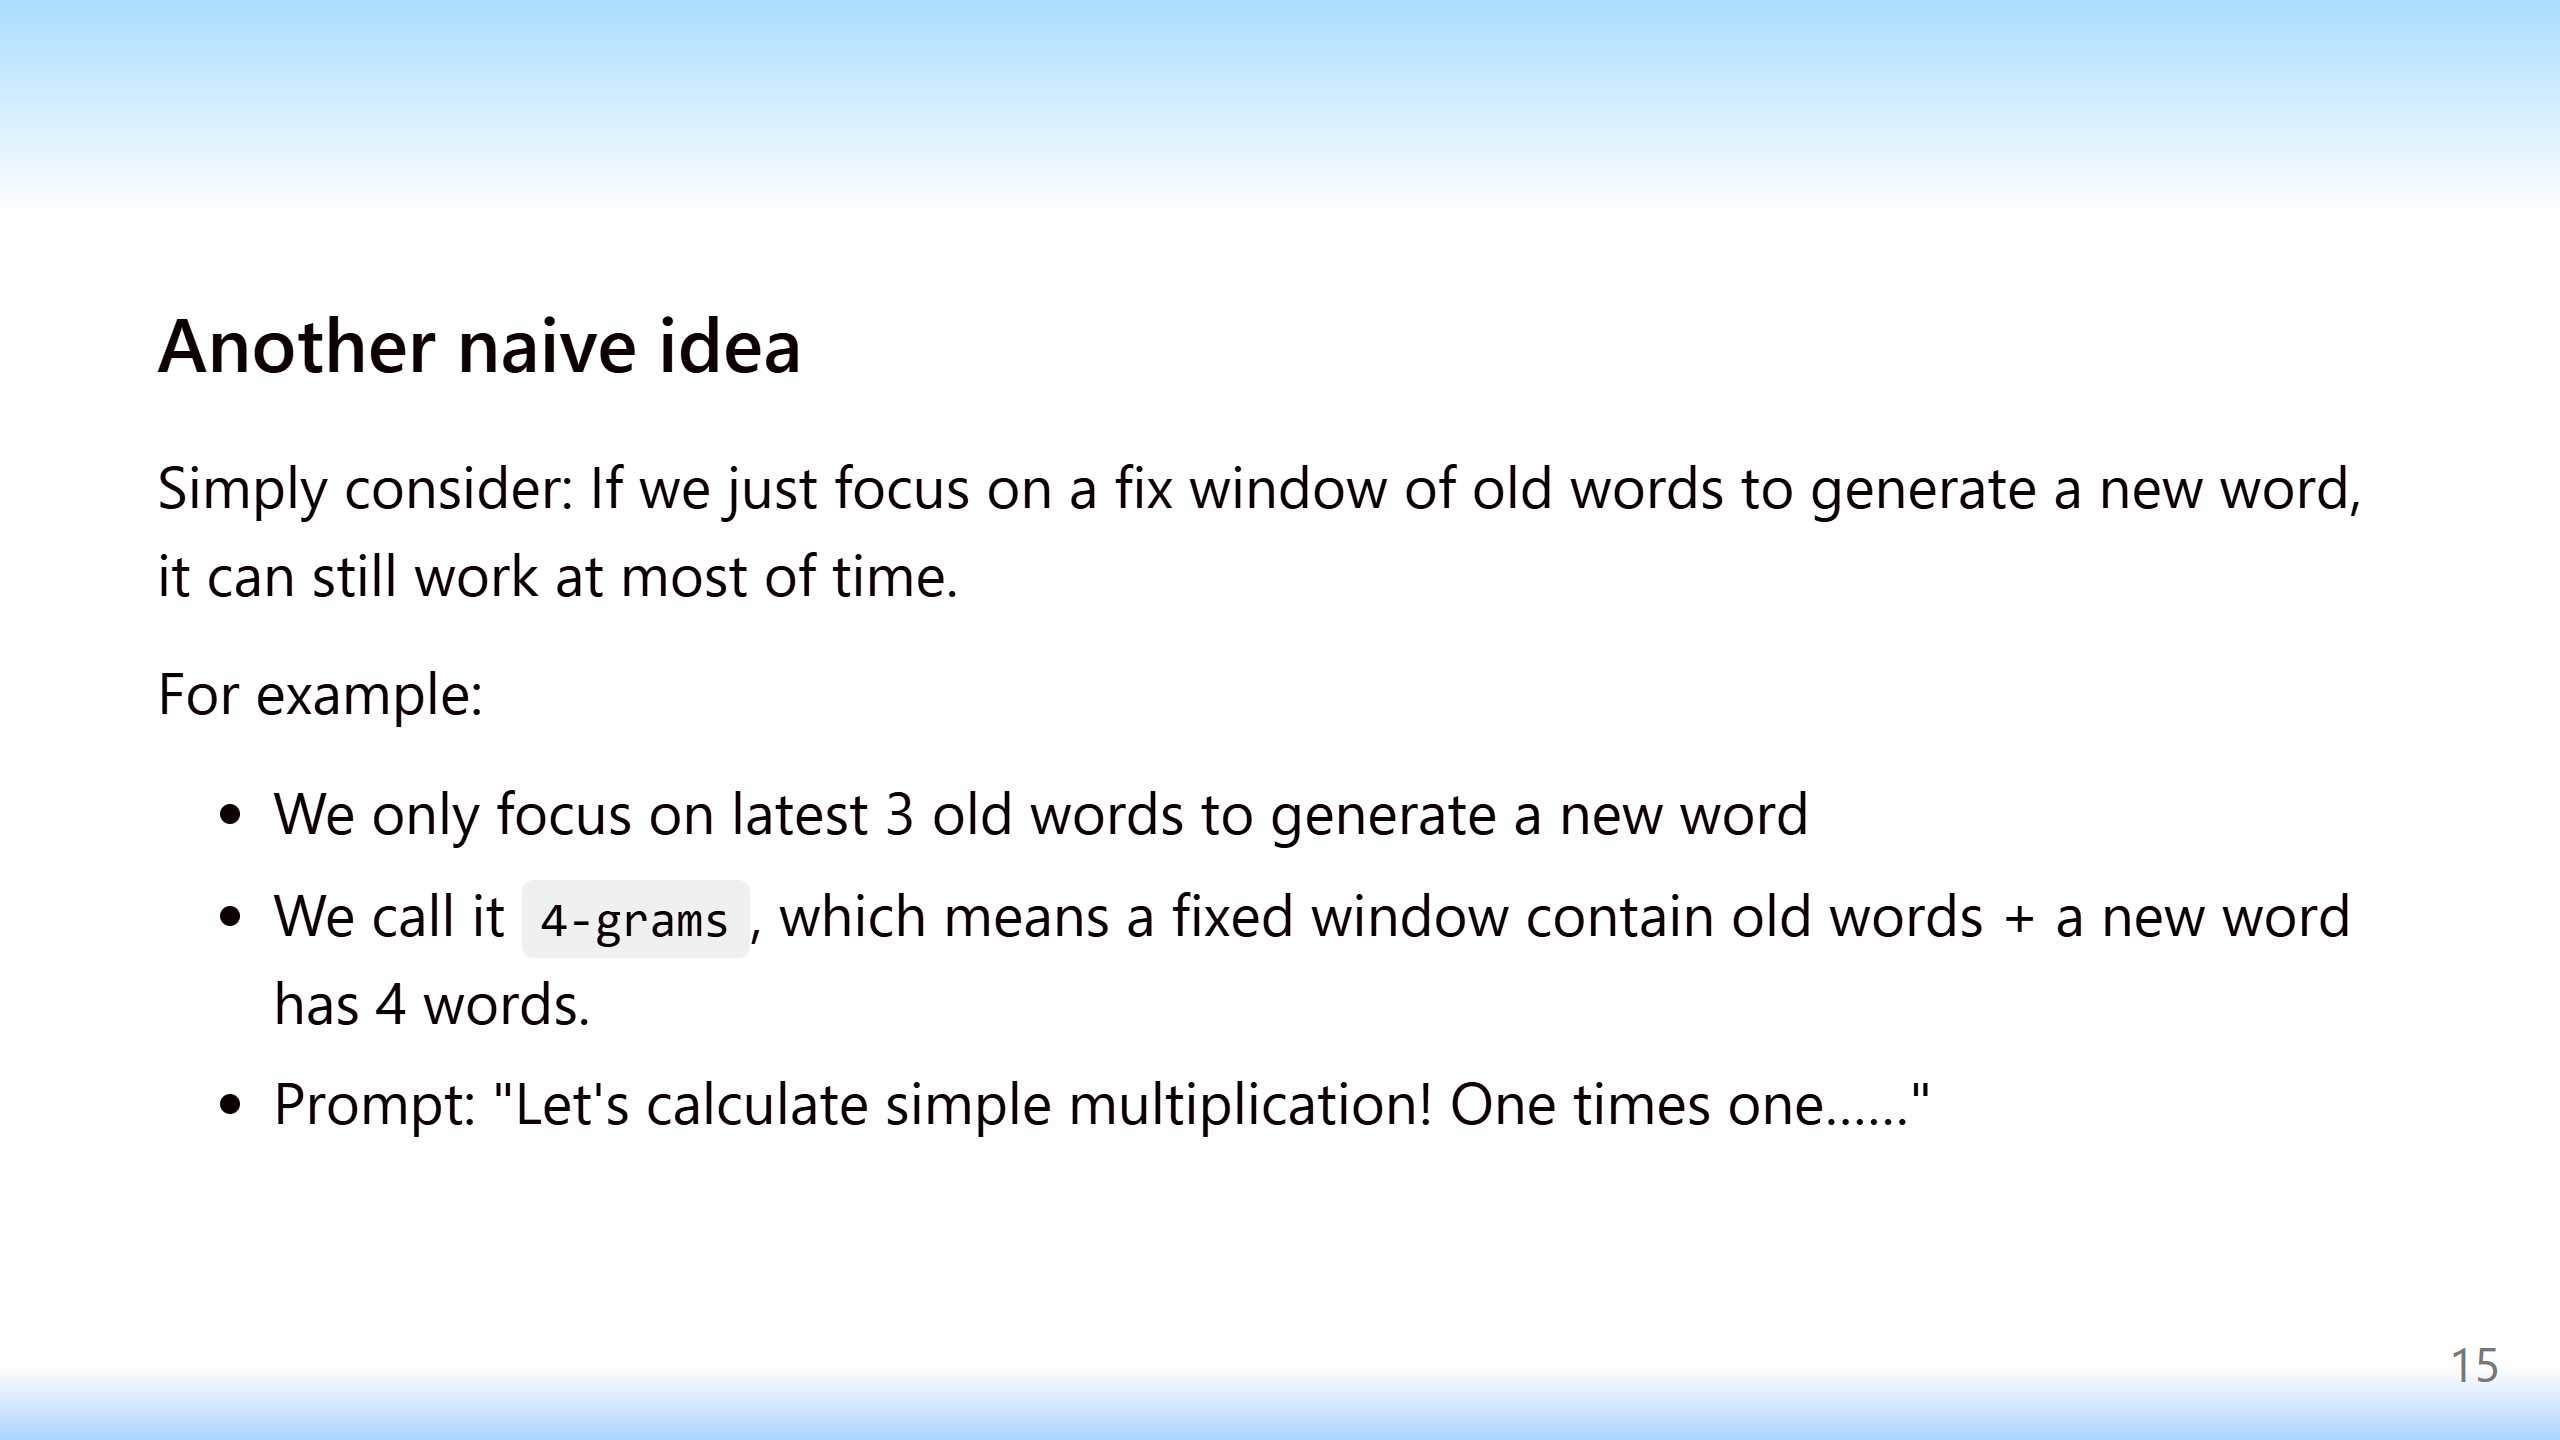 Another naive idea
Simply consider: If we just focus on a fix window of old words to generate a new word,
it can still work at most of time.
For example:
• We only focus on latest 3 old words to generate a new word
• We call it 4-grams, which means a fixed window contain old words + a new word
has 4 words.
• Prompt: "Let's calculate simple multiplication! One times one......"
15